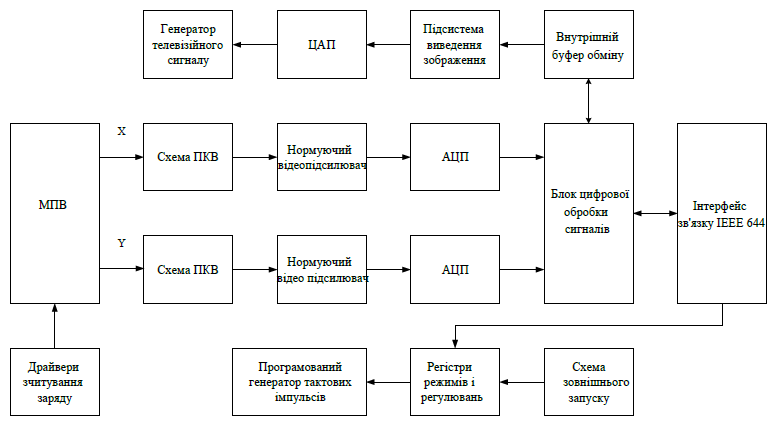 Генератор
телевізійного
сигналу
ЦАП
Підсистема
виведення
зображення
Внутрішній
буфер обміну
X
МПВ
Схема ПКВ
Нормуючий
відеопідсилювач
АЦП
Блок цифрової
обробки
сигналів
Інтерфейс
зв'язку IEEE 644
Y
Схема ПКВ
Нормуючий
відео підсилювач
АЦП
Драйвери
зчитування
заряду
Програмований
генератор тактових
імпульсів
Регістри
режимів і
регулювань
Схема
зовнішнього
запуску